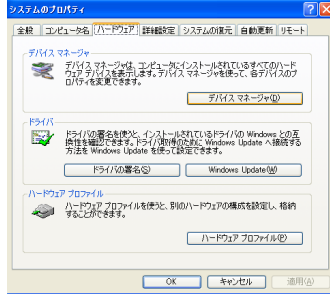 システムのプロパティ
全般 コンピュータ名 ハードウェア 詳細設定 システムの復元 自動更新 リモート
デバイス マネージャ
デバイス マネージャは、コンピュータにインストールされているすべてのハード
ウェア デバイスを表示します。デバイス マネージャを使って、各デバイスのプ
ロパティを変更できます。
デバイス マネージャ(D)
ドライバ
ドライバの署名を使うと、インストールされているドライバの Windows との互
換性を確認できます。ドライバ取得のために Windows Update へ接続する
方法を Windows Update を使って設定できます。
ドライバの署名(S)
Windows Update(W)
ハードウェア プロファイル
ハードウェア プロファイルを使うと、別のハードウェアの構成を設定し、格納
することができます。
ハードウェア プロファイル(P)
OK キャンセル 適用(A)